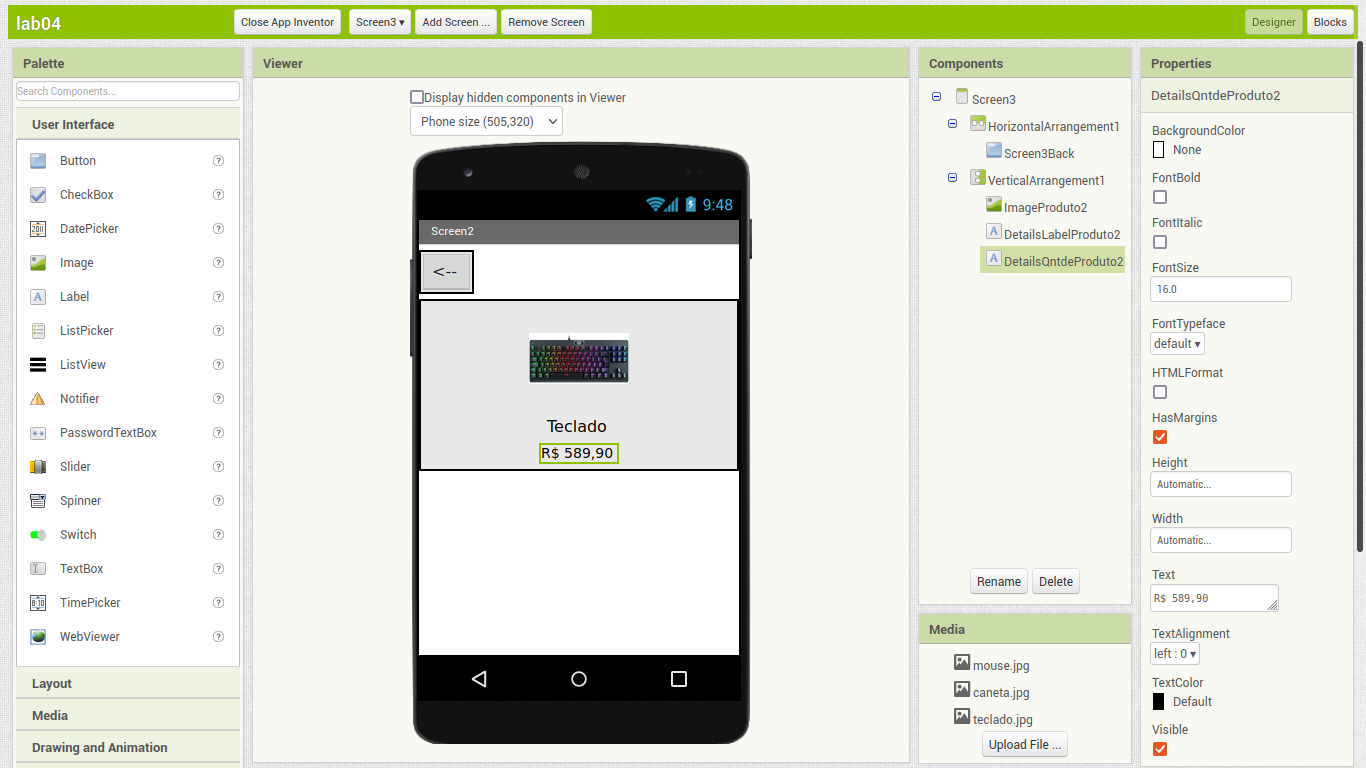 lab04
Close App Inventor
Screen3 ▾
Add Screen ...
Remove Screen
Designer
Blocks
Palette
Search Components...
User Interface
Button
?
CheckBox
?
DatePicker
?
Image
?
Label
?
ListPicker
?
ListView
?
Notifier
?
PasswordTextBox
?
Slider
?
Spinner
?
Switch
?
TextBox
?
TimePicker
?
WebViewer
?
Layout
Media
Drawing and Animation
Viewer
Display hidden components in Viewer
Phone size (505,320)
9:48
Screen2
<--
Teclado
R$ 589,90
Components
Screen3
HorizontalArrangement1
Screen3Back
VerticalArrangement1
ImageProduto2
DetailsLabelProduto2
DetailsQntdeProduto2
Rename
Delete
Media
mouse.jpg
caneta.jpg
teclado.jpg
Upload File ...
Properties
DetailsQntdeProduto2
BackgroundColor
None
FontBold
FontItalic
FontSize
16.0
FontTypeface
default ▾
HTMLFormat
HasMargins
Height
Automatic...
Width
Automatic...
Text
R$ 589,90
TextAlignment
left : 0 ▾
TextColor
Default
Visible